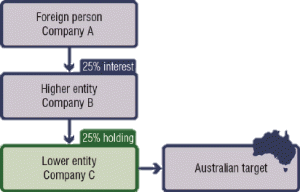 Foreign person
Company A
25% interest
Higher entity
Company B
25% holding
Lower entity
Company C
Australian target